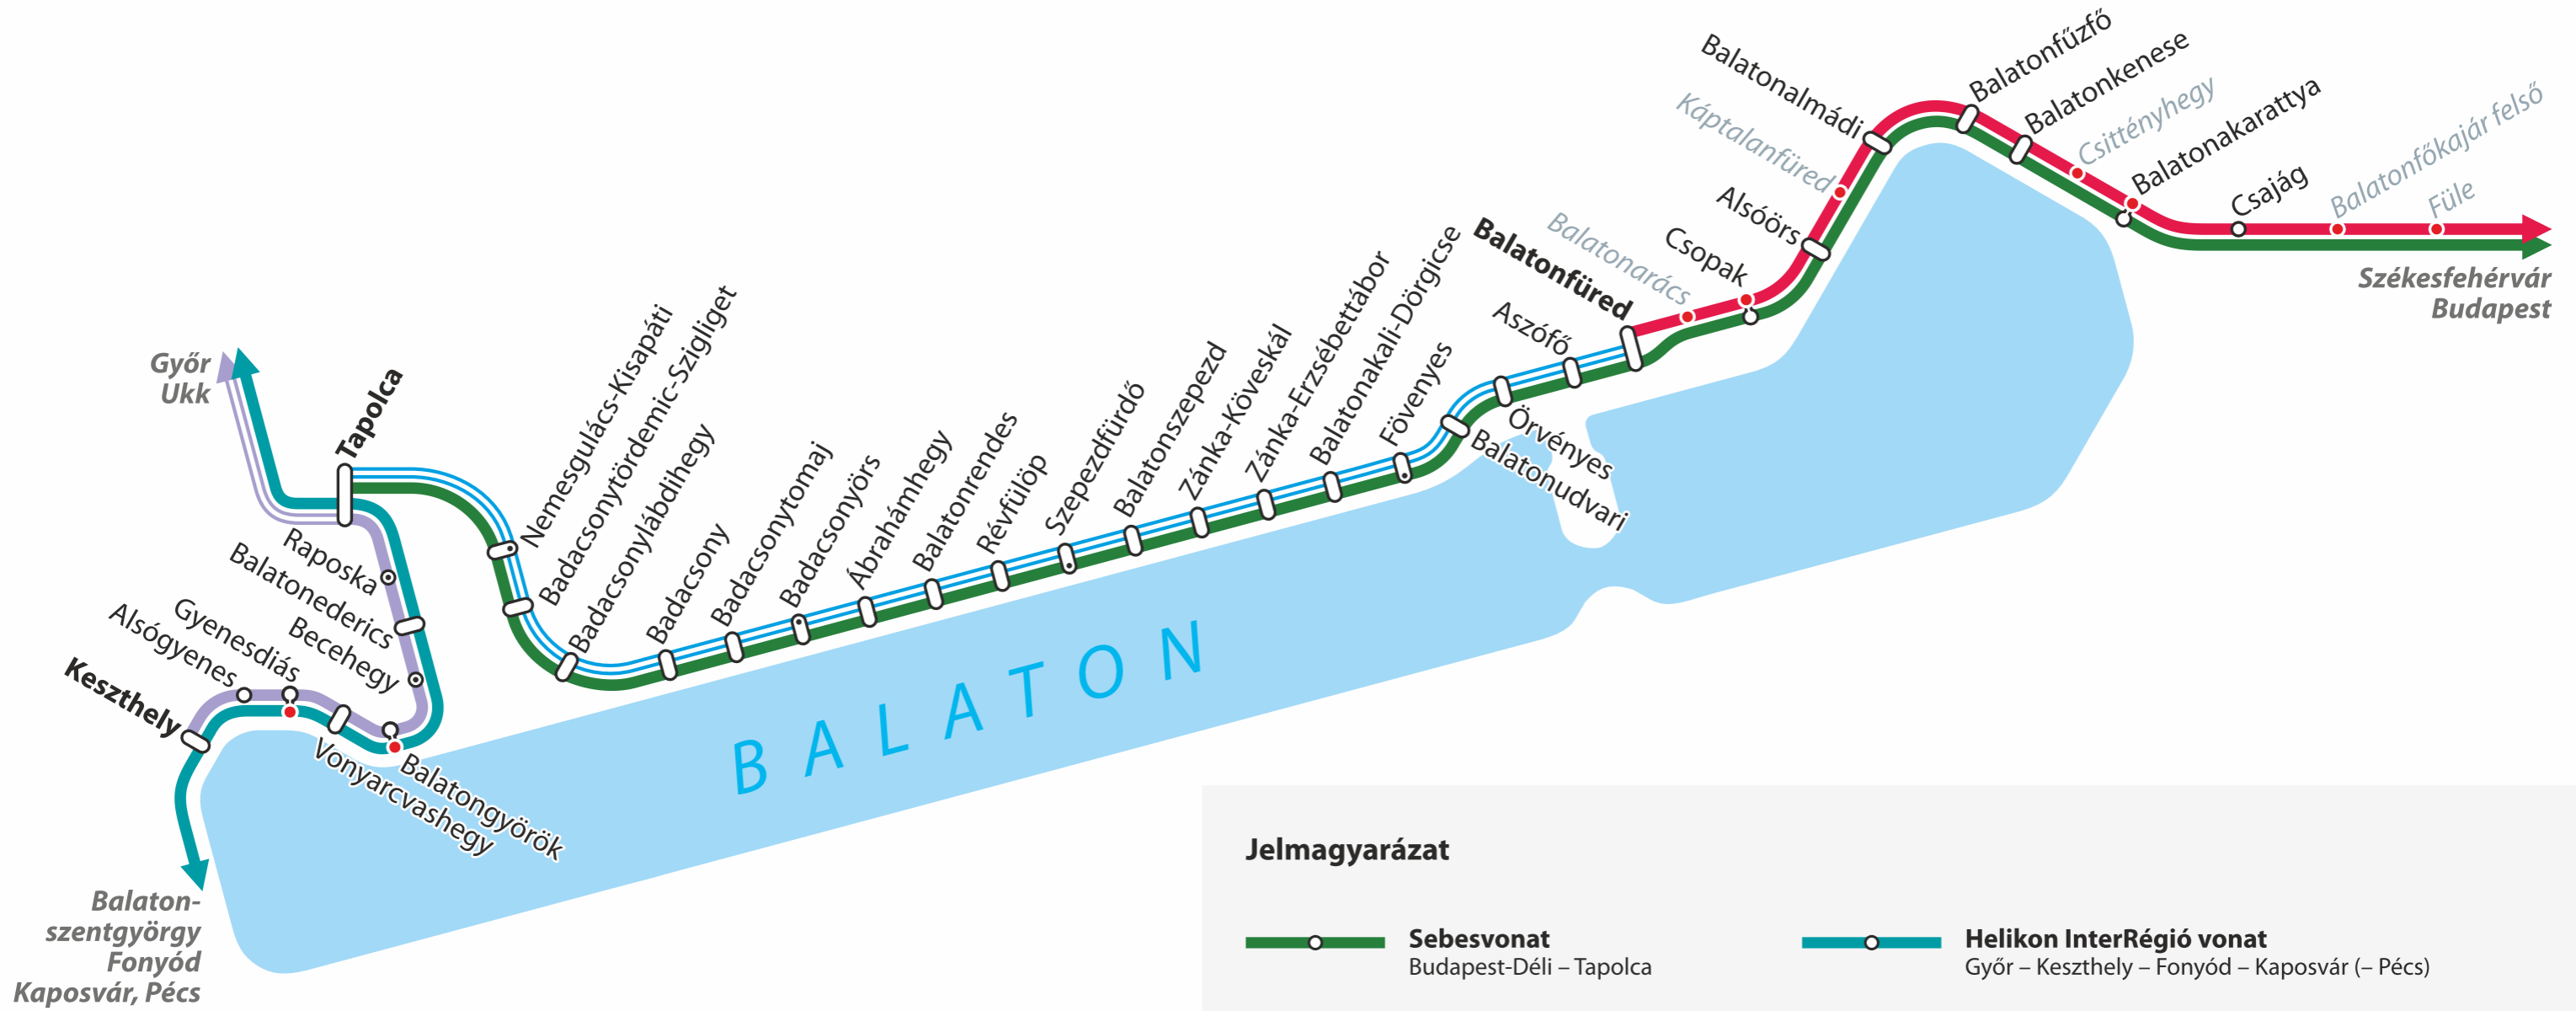 Győr
Ukk
Tapolca
Raposka
Balatonederics
Becehegy
Gyenesdiás
Alsógyenes
Keszthely
Vonyarcvashegy
Balatongyörök
Balaton-
szentgyörgy
Fonyód
Kaposvár, Pécs
Nemesgulács-Kisapáti
Badacsonytördemic-Szigliget
Badacsonylábdihegy
Badacsony
Badacsonytomaj
Badacsonyörs
Ábrahámhegy
Balatonrendes
Révfülöp
Szepezdfürdő
Balatonszepezd
Zánka-Köveskál
Zánka-Erzsébettábor
Balatonakali-Dörgicse
Fövenyes
Balatonudvari
Örvényes
Aszófő
Balatonfüred
Balatonarács
Csopak
Alsóörs
Káptalanfüred
Balatonalmádi
Balatonfűzfő
Balatonkenese
Csittényhegy
Balatonakarattya
Csajág
Balatonfőkajár felső
Füle
Székesfehérvár
Budapest
BALATON
Jelmagyarázat
Sebesvonat
Budapest-Déli – Tapolca
Helikon InterRégió vonat
Győr – Keszthely – Fonyód – Kaposvár (– Pécs)